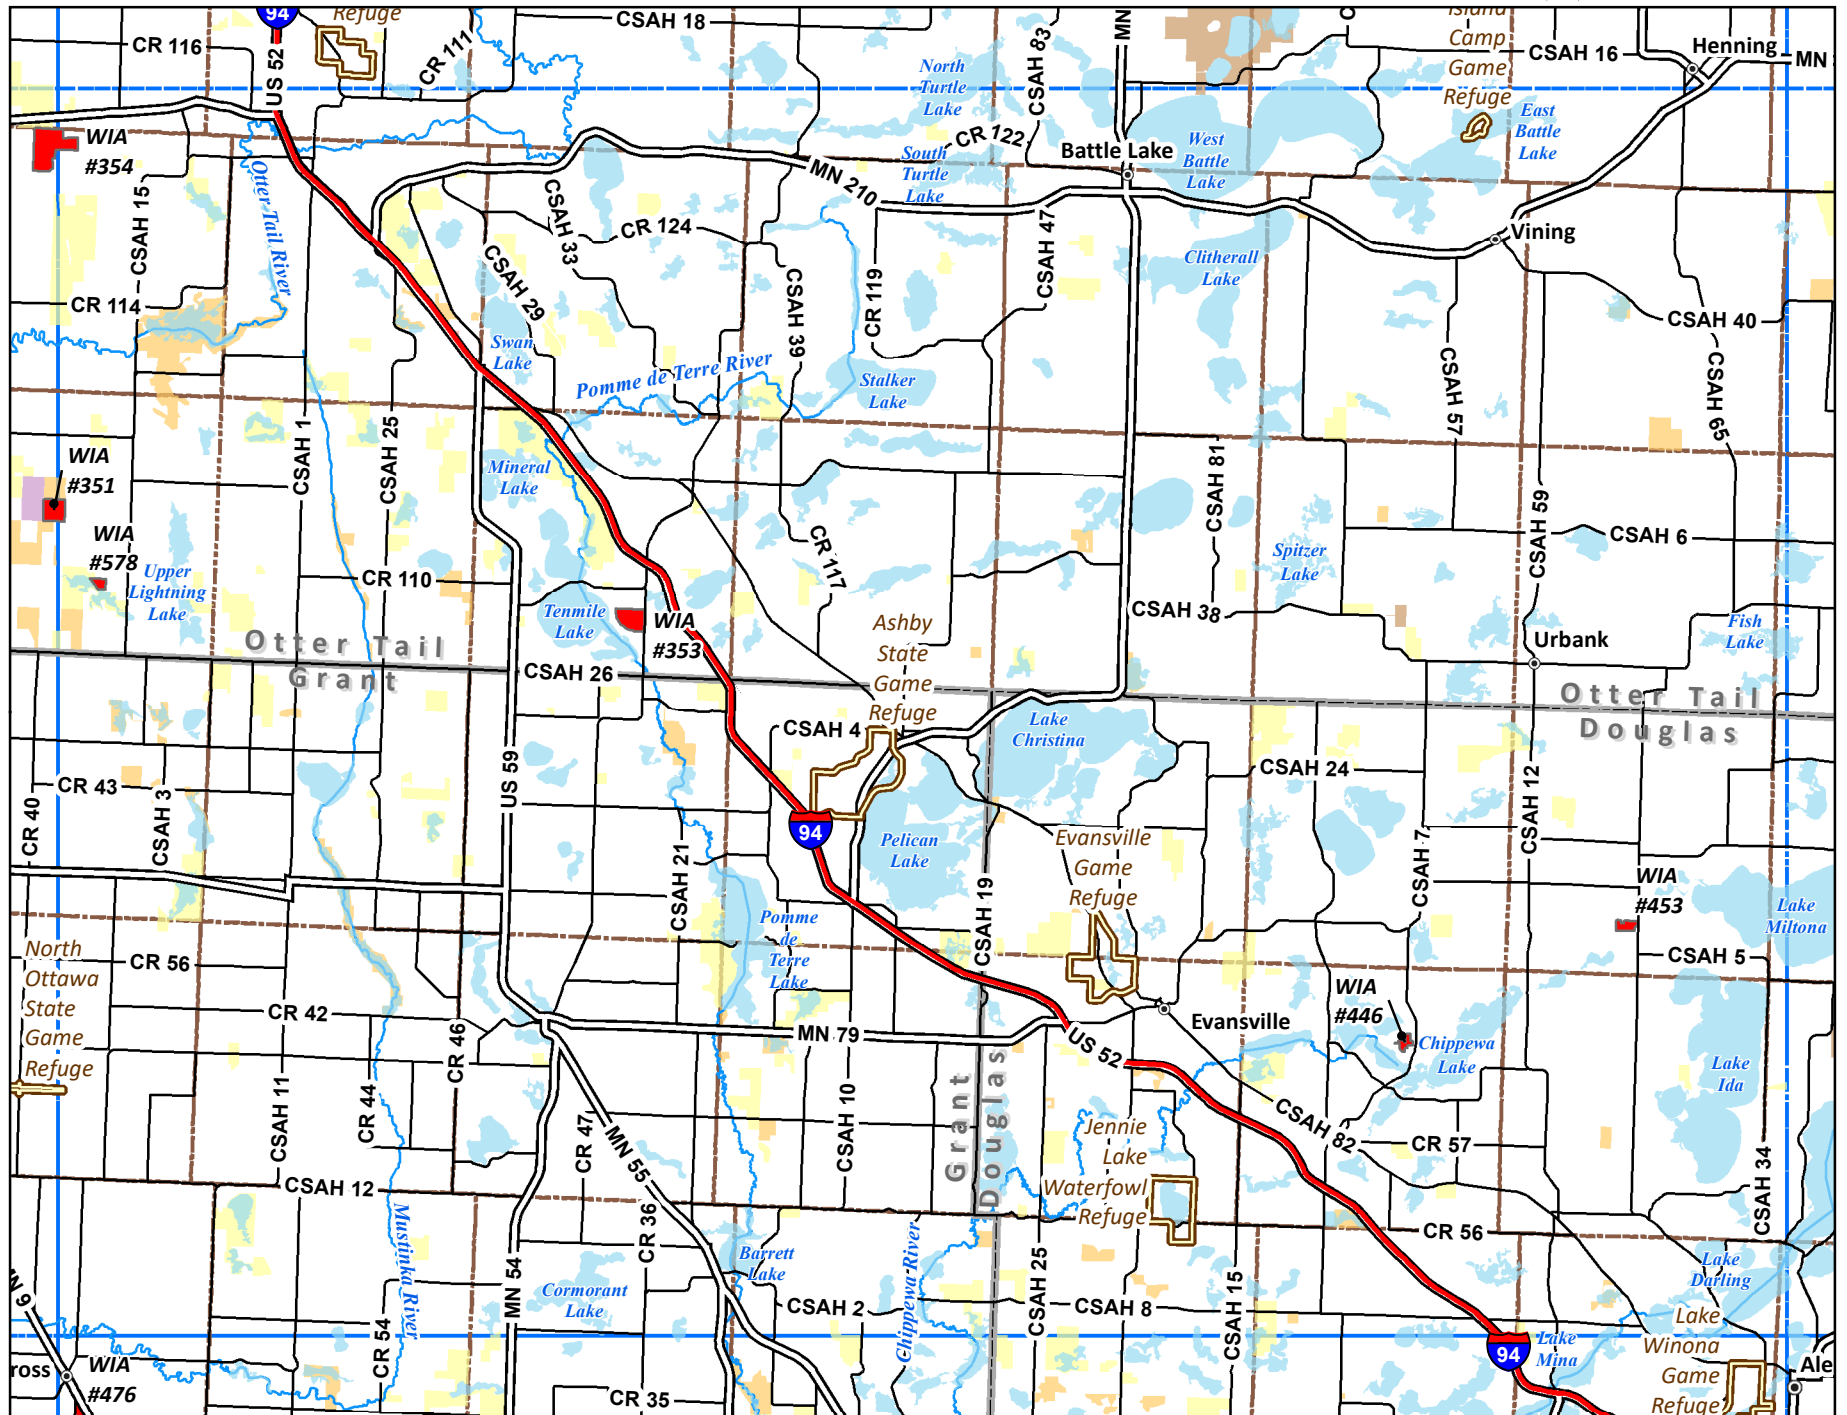 94
Refuge
CSAH 18
MN
Island
Camp
Game
Refuge
CR 116
US 52
CR 111
North
Turtle
Lake
CSAH 83
CSAH 16
Henning
MN
WIA
#354
CR 122
Battle Lake
West
Battle
Lake
East
Battle
Lake
South
Turtle
Lake
MN 210
CSAH 15
Otter Tail River
CSAH 33
CR 124
CSAH 47
Vining
Clitherall
Lake
CSAH 29
CSAH 39
CR 119
CR 114
CSAH 40
Swan
Lake
Pomme de Terre River
Stalker
Lake
CSAH 57
CSAH 65
WIA
#351
CSAH 1
CSAH 25
Mineral
Lake
CSAH 81
CSAH 59
CSAH 6
WIA
#578
Upper
Lightning
Lake
CR 110
CR 117
Spitzer
Lake
Tenmile
Lake
WIA
#353
CSAH 38
Ashby
State
Game
Refuge
Urbank
Fish
Lake
Otter Tail
Grant
CSAH 26
Otter Tail
Douglas
CSAH 4
Lake
Christina
CSAH 24
US 59
CR 43
CR 40
CSAH 3
CSAH 12
94
Pelican
Lake
Evansville
Game
Refuge
CSAH 7
CSAH 21
CSAH 19
WIA
#453
Lake
Miltona
Pomme
de
Terre
Lake
North
Ottawa
State
Game
Refuge
CR 56
CSAH 5
CR 42
WIA
#446
Evansville
MN 79
US 52
Chippewa
Lake
CR 46
Lake
Ida
CSAH 11
CR 44
CSAH 10
Grant
Douglas
CR 47
MN 55
Jennie
Lake
Waterfowl
Refuge
CSAH 82
CR 57
CSAH 34
CSAH 12
Mustinka River
CR 36
CR 56
Barrett
Lake
Chippewa River
CSAH 25
CSAH 15
Lake
Darling
MN 54
Cormorant
Lake
CSAH 2
CSAH 8
MN 9
Lake
Winona
Game
Refuge
CR 54
94
Lake
Mina
ross
WIA
#476
Ale
CR 35